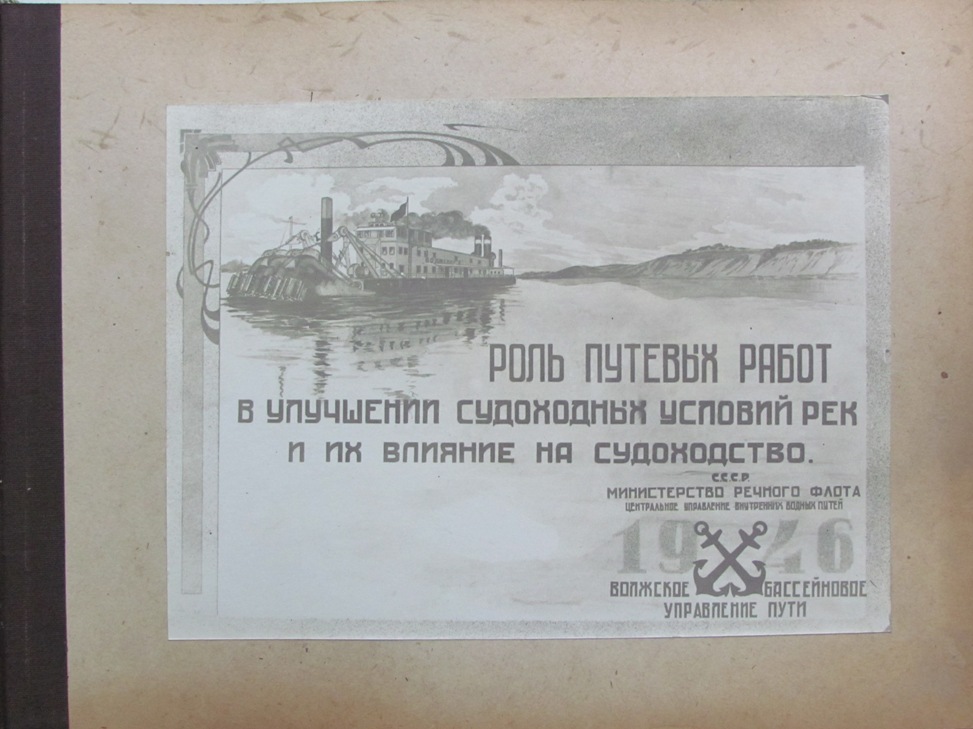 РОЛЬ ПУТЕВЫХ РАБОТ
В УЛУЧШЕНИИ СУДОХОДНЫХ УСЛОВИЙ РЕК
И ИХ ВЛИЯНИЕ НА СУДОХОДСТВО.
С.С.С.Р.
МИНИСТЕРСТВО РЕЧНОГО ФЛОТА
ЦЕНТРАЛЬНОЕ УПРАВЛЕНИЕ ВНУТРЕННИХ ВОДНЫХ ПУТЕЙ
1946
ВОЛЖСКОЕ БАССЕЙНОВОЕ
УПРАВЛЕНИЕ ПУТИ